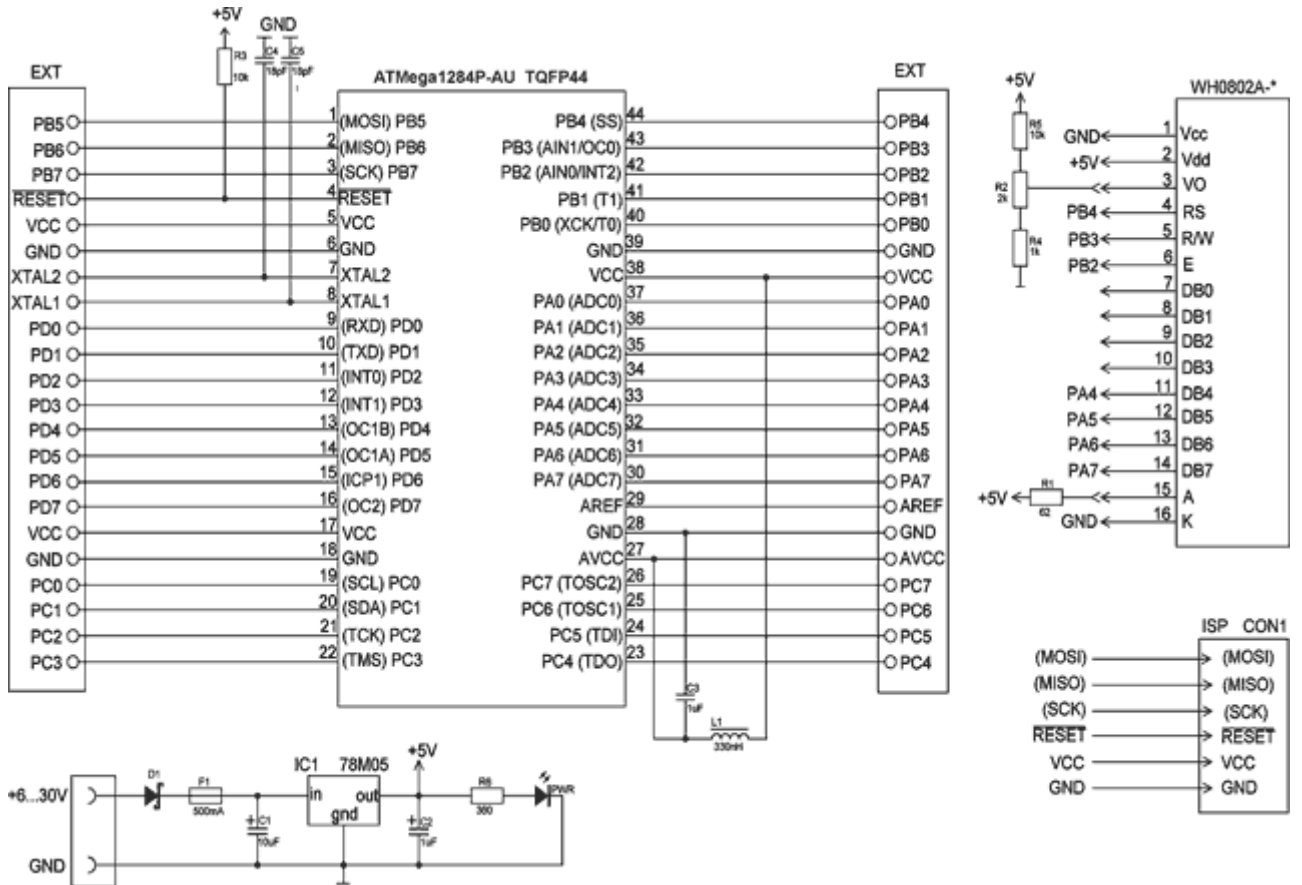 +5V
GND
R3
10k
C4
18pF
C5
18pF
EXT
PB5
PB6
PB7
RESET
VCC
GND
XTAL2
XTAL1
PD0
PD1
PD2
PD3
PD4
PD5
PD6
PD7
VCC
GND
PC0
PC1
PC2
PC3
ATMega1284P-AU TQFP44
1 (MOSI) PB5
2 (MISO) PB6
3 (SCK) PB7
4 RESET
5 VCC
6 GND
7 XTAL2
8 XTAL1
9 (RXD) PD0
10 (TXD) PD1
11 (INT0) PD2
12 (INT1) PD3
13 (OC1B) PD4
14 (OC1A) PD5
15 (ICP1) PD6
16 (OC2) PD7
17 VCC
18 GND
19 (SCL) PC0
20 (SDA) PC1
21 (TCK) PC2
22 (TMS) PC3
PB4 (SS) 44
PB3 (AIN1/OC0) 43
PB2 (AIN0/INT2) 42
PB1 (T1) 41
PB0 (XCK/T0) 40
GND 39
VCC 38
PA0 (ADC0) 37
PA1 (ADC1) 36
PA2 (ADC2) 35
PA3 (ADC3) 34
PA4 (ADC4) 33
PA5 (ADC5) 32
PA6 (ADC6) 31
PA7 (ADC7) 30
AREF 29
GND 28
AVCC 27
PC7 (TOSC2) 26
PC6 (TOSC1) 25
PC5 (TDI) 24
PC4 (TDO) 23
C3
1uF
L1
330nH
EXT
PB4
PB3
PB2
PB1
PB0
GND
VCC
PA0
PA1
PA2
PA3
PA4
PA5
PA6
PA7
AREF
GND
AVCC
PC7
PC6
PC5
PC4
+5V
R5
10k
R2
2k
R4
1k
WH0802A-*
GND 1 Vcc
+5V 2 Vdd
3 VO
PB4 4 RS
PB3 5 R/W
PB2 6 E
7 DB0
8 DB1
9 DB2
10 DB3
PA4 11 DB4
PA5 12 DB5
PA6 13 DB6
PA7 14 DB7
+5V R1 62 15 A
GND 16 K
ISP CON1
(MOSI) (MOSI)
(MISO) (MISO)
(SCK) (SCK)
RESET RESET
VCC VCC
GND GND
+6...30V
GND
D1
F1
500mA
C1
10uF
IC1 78M05
in out
gnd
+5V
C2
1uF
R6
380
PWR